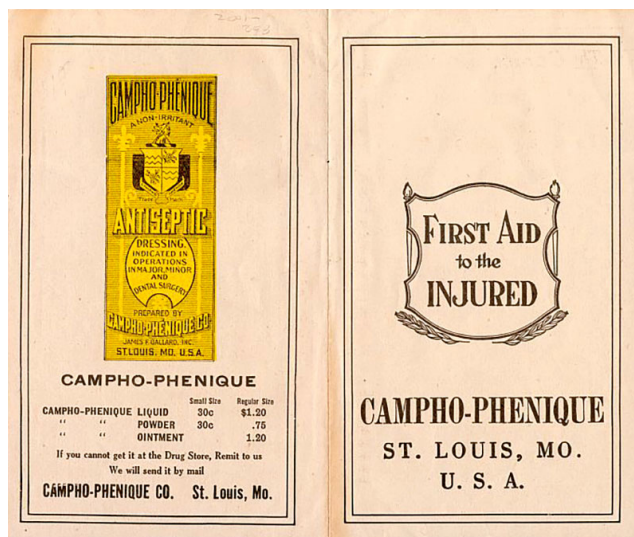 CAMPHO-PHÉNIQUE
A NON-IRRITANT
ANTISEPTIC
DRESSING
INDICATED IN
OPERATIONS
IN MAJOR, MINOR
AND
DENTAL SURGERY
PREPARED BY
CAMPHO-PHÉNIQUE CO.
JAMES F. BALLARD, INC.
ST. LOUIS, MO. U.S.A.
CAMPHO-PHENIQUE
Small Size Regular Size
CAMPHO-PHENIQUE LIQUID 30c $1.20
“ “ POWDER 30c .75
“ “ OINTMENT 1.20
If you cannot get it at the Drug Store, Remit to us
We will send it by mail
CAMPHO-PHENIQUE CO. St. Louis, Mo.
FIRST AID
to the
INJURED
CAMPHO-PHENIQUE
ST. LOUIS, MO.
U. S. A.